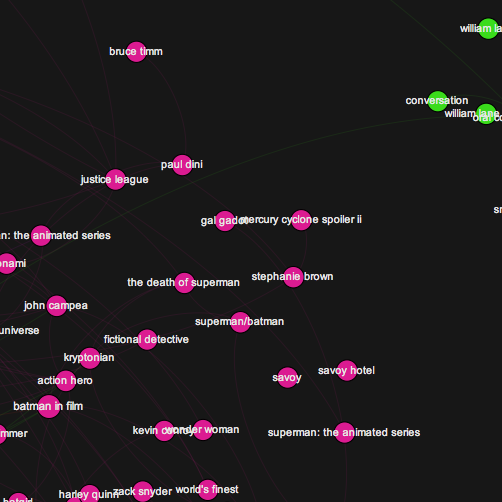 william la
bruce timm
conversation
william lane
paul dini
justice league
gal gadot
mercury cyclone spoiler ii
n: the animated series
onami
stephanie brown
the death of superman
john campea
superman/batman
universe
fictional detective
kryptonian
savoy hotel
savoy
action hero
batman in film
mmer
kevin conroy
wonder woman
superman: the animated series
harley quinn
zack snyder
world's finest
batgirl